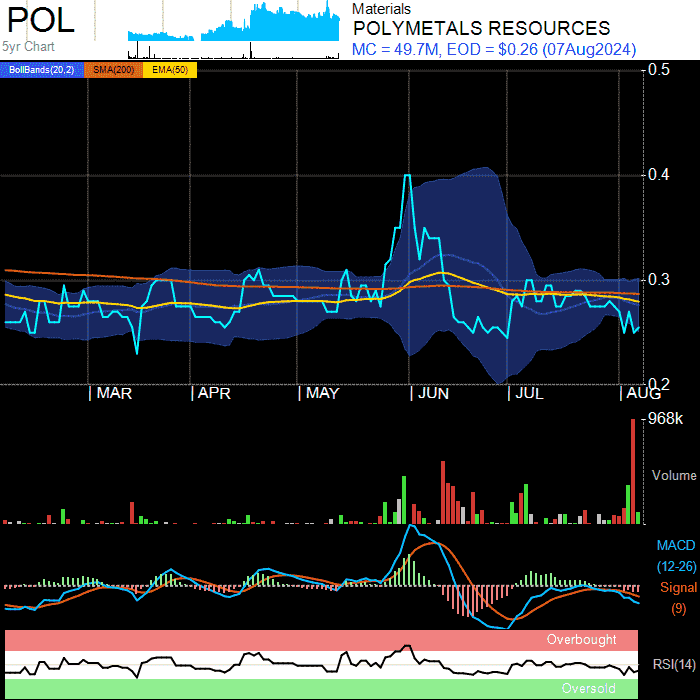 POL
5yr Chart
Materials
POLYMETALS RESOURCES
MC = 49.7M, EOD = $0.26 (07Aug2024)
BollBands(20,2) SMA(200) EMA(50)
0.5
0.4
0.3
0.2
MAR APR MAY JUN JUL AUG
968k
Volume
MACD
(12-26)
Signal
(9)
Overbought
RSI(14)
Oversold